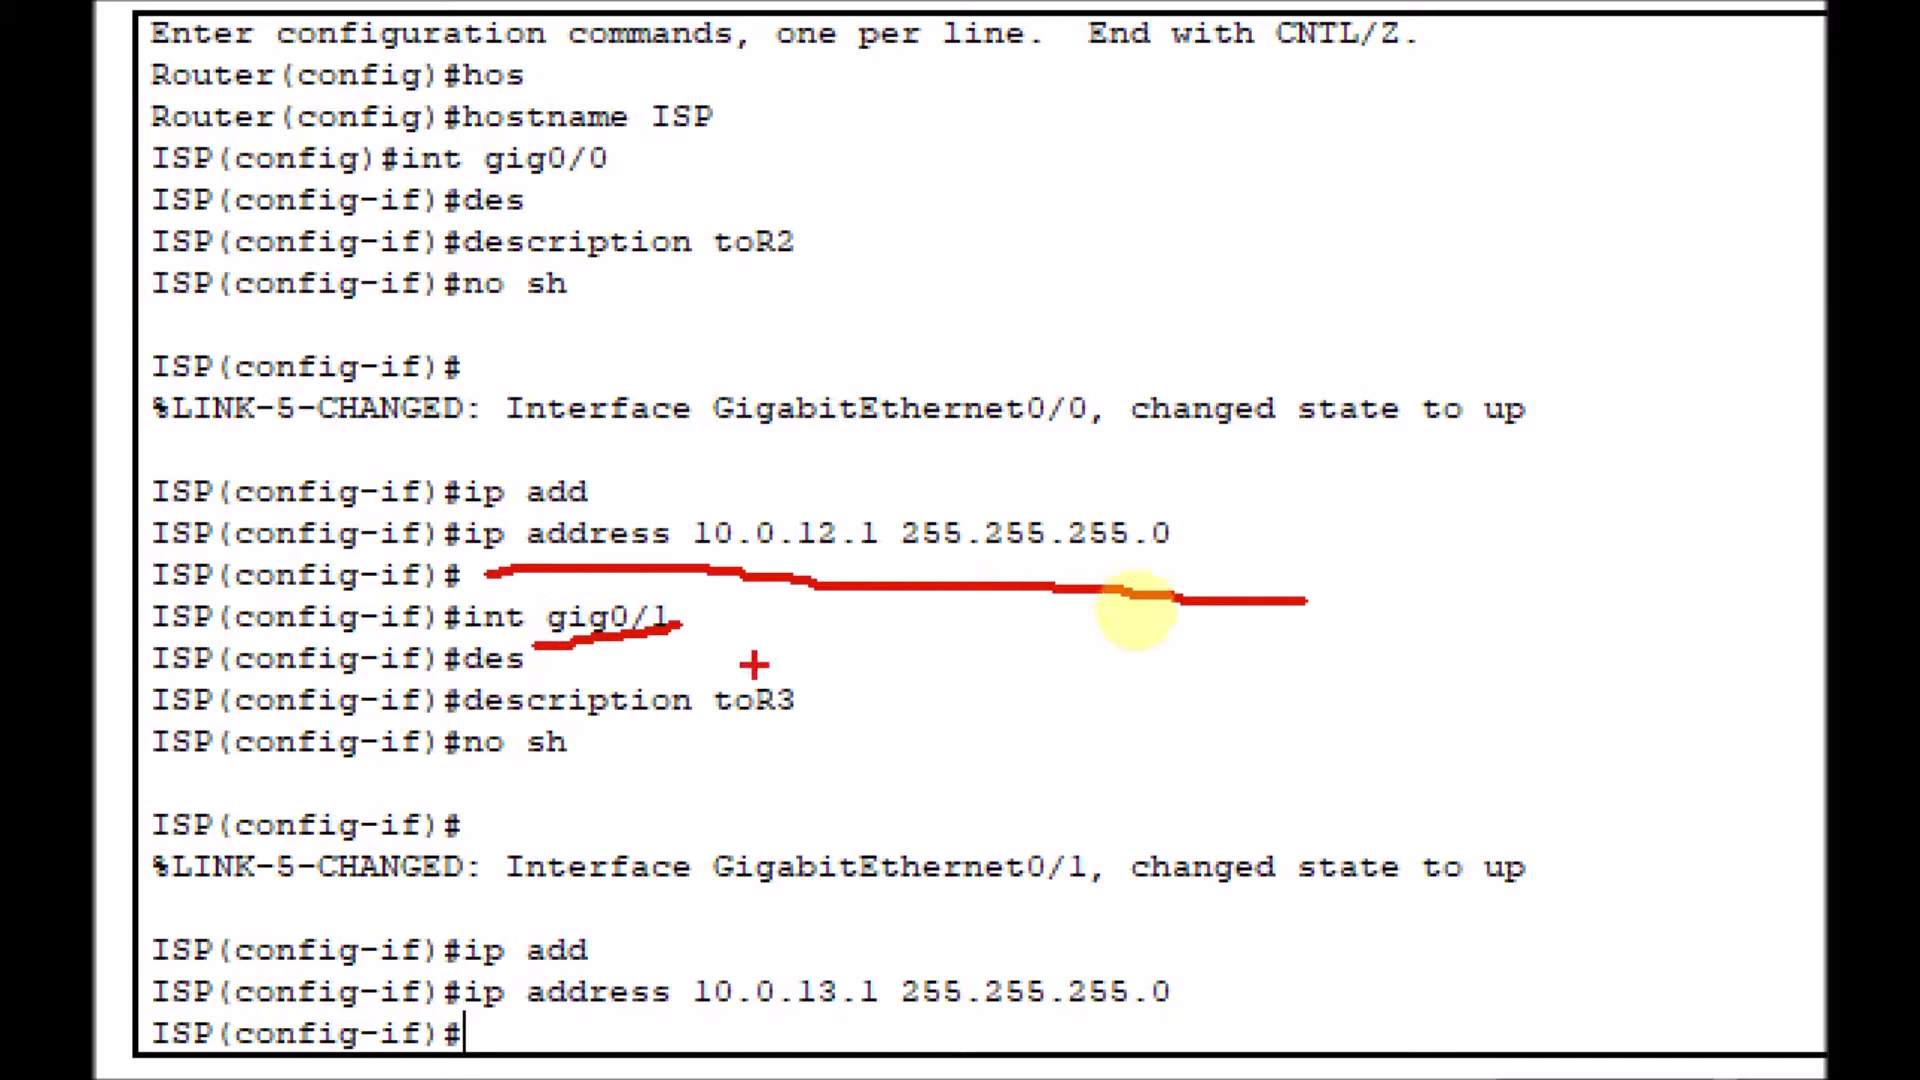 Enter configuration commands, one per line.  End with CNTL/Z.
Router(config)#hos
Router(config)#hostname ISP
ISP(config)#int gig0/0
ISP(config-if)#des
ISP(config-if)#description toR2
ISP(config-if)#no sh
ISP(config-if)#
%LINK-5-CHANGED: Interface GigabitEthernet0/0, changed state to up
ISP(config-if)#ip add
ISP(config-if)#ip address 10.0.12.1 255.255.255.0
ISP(config-if)#
ISP(config-if)#int gig0/1
ISP(config-if)#des
ISP(config-if)#description toR3
ISP(config-if)#no sh
ISP(config-if)#
%LINK-5-CHANGED: Interface GigabitEthernet0/1, changed state to up
ISP(config-if)#ip add
ISP(config-if)#ip address 10.0.13.1 255.255.255.0
ISP(config-if)#